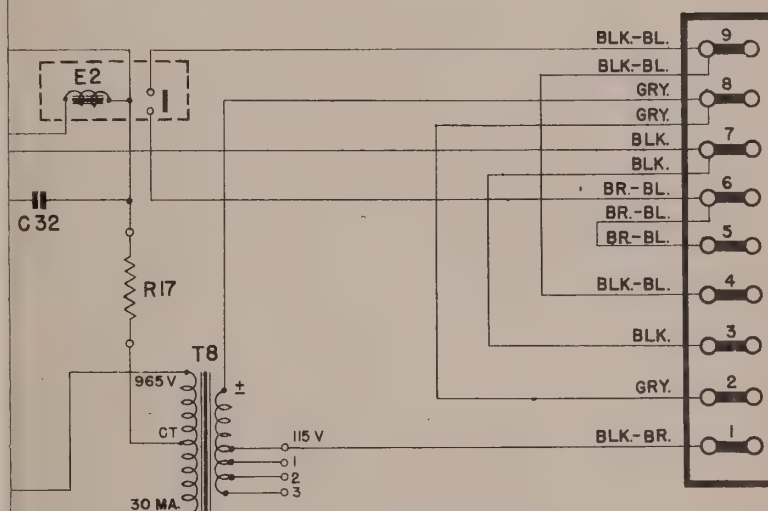 BLK.-BL.
9
BLK.-BL.
E2
8
GRY.
GRY.
7
BLK.
BLK.
6
BR.-BL.
BR.-BL.
5
BR.-BL.
C 32
4
BLK.-BL.
R17
3
BLK.
T8
965 V
±
2
GRY.
CT
115 V
1
BLK.-BR.
1
2
3
30 MA.